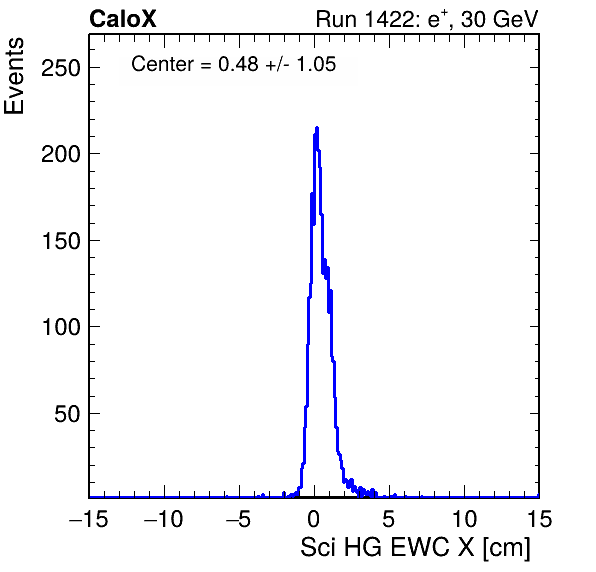 CaloX
Run 1422: e⁺, 30 GeV
Events
Center = 0.48 +/- 1.05
250
200
150
100
50
−15 −10 −5 0 5 10 15
Sci HG EWC X [cm]